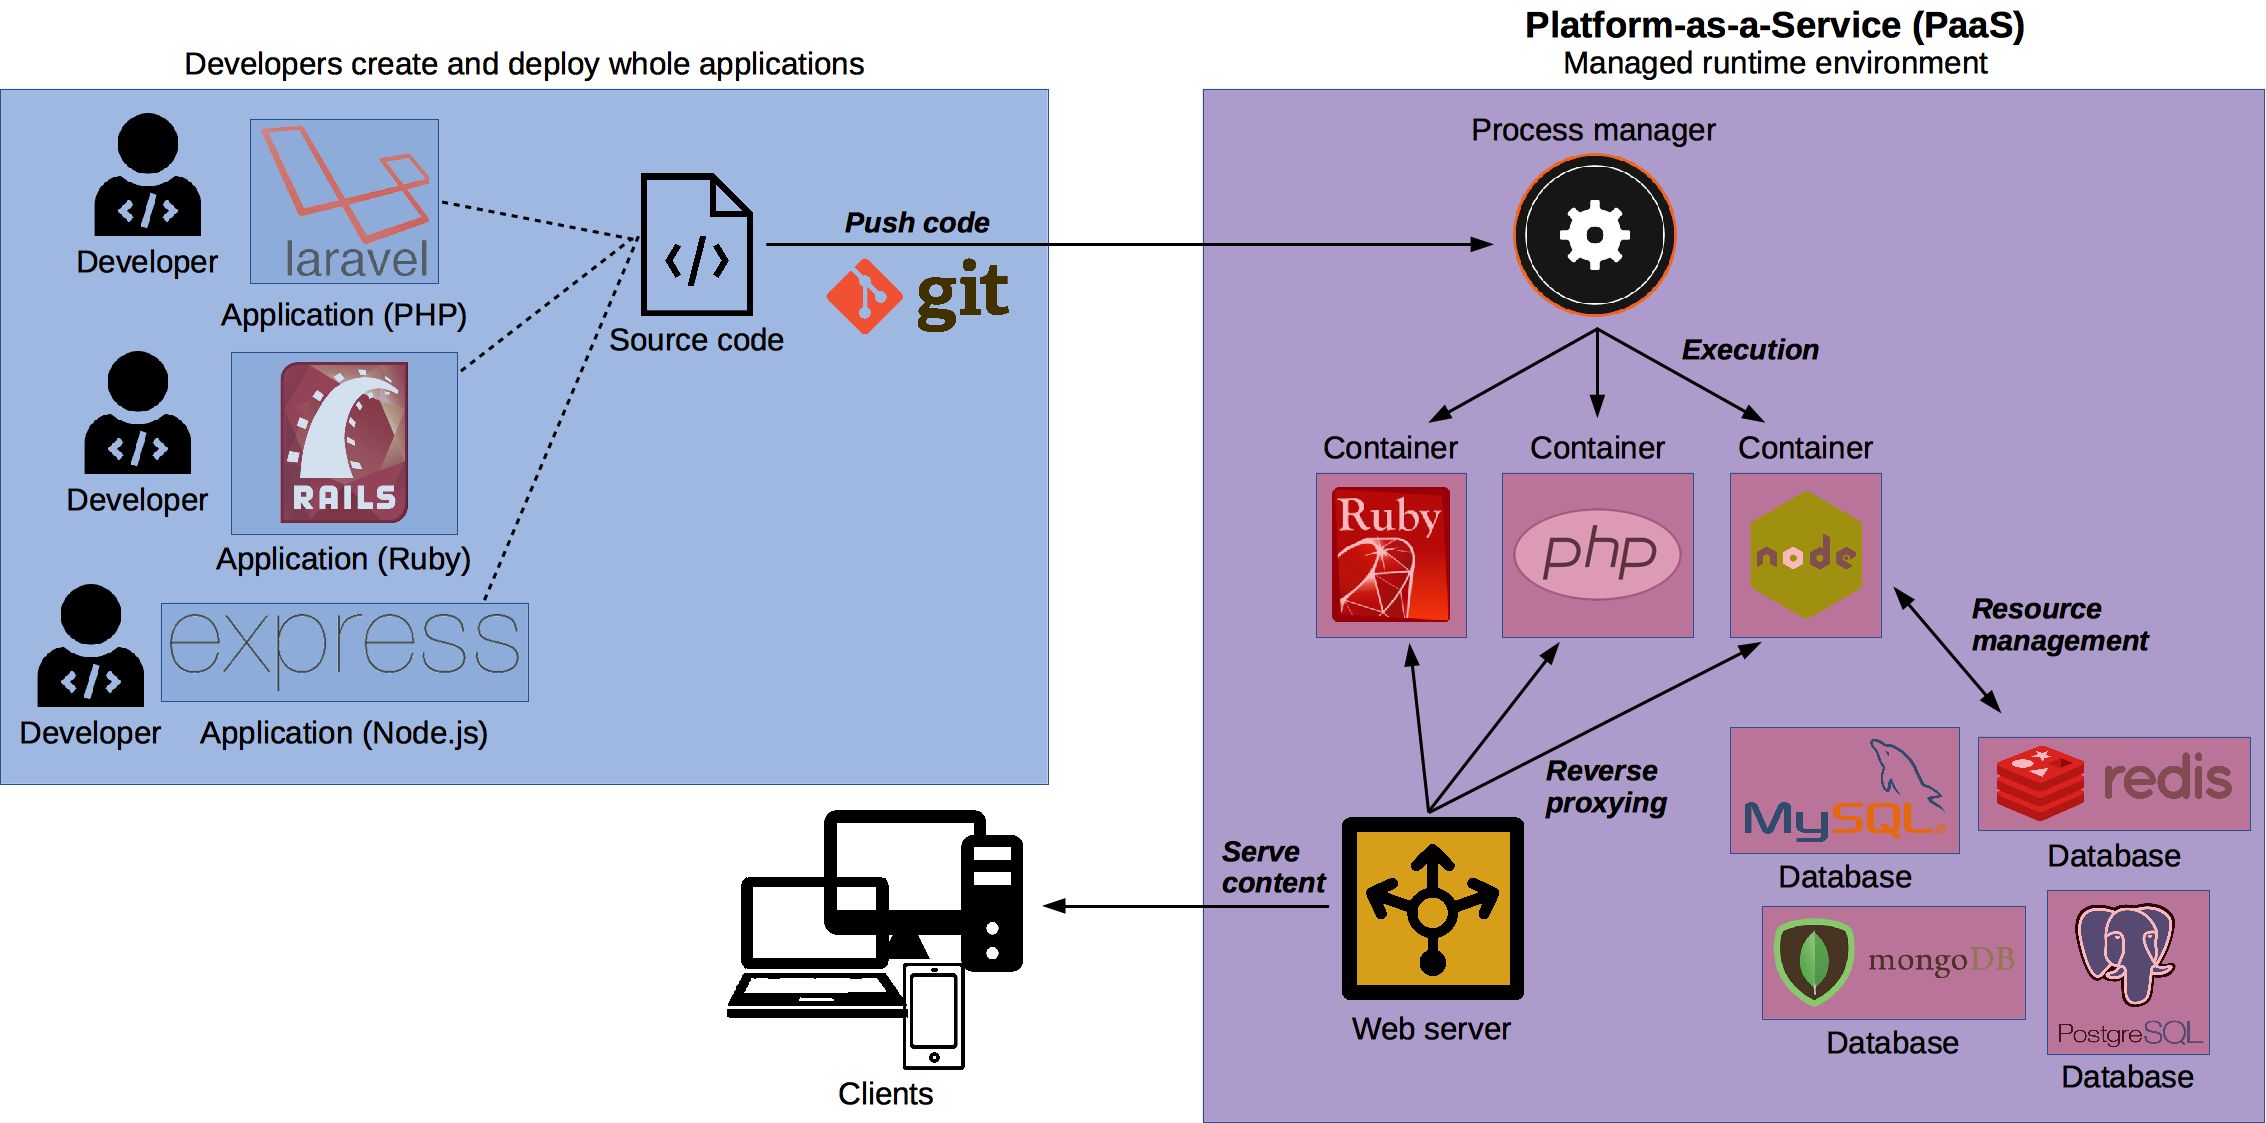 Developers create and deploy whole applications
Developer
laravel
Application (PHP)
Developer
RAILS
Application (Ruby)
Developer
express
Application (Node.js)
</>
Source code
Push code
git
Platform-as-a-Service (PaaS)
Managed runtime environment
Process manager
Execution
Container
Container
Container
Ruby
php
node
Resource
management
Reverse
proxying
Serve
content
Web server
Clients
MySQL
Database
redis
Database
mongoDB
Database
PostgreSQL
Database